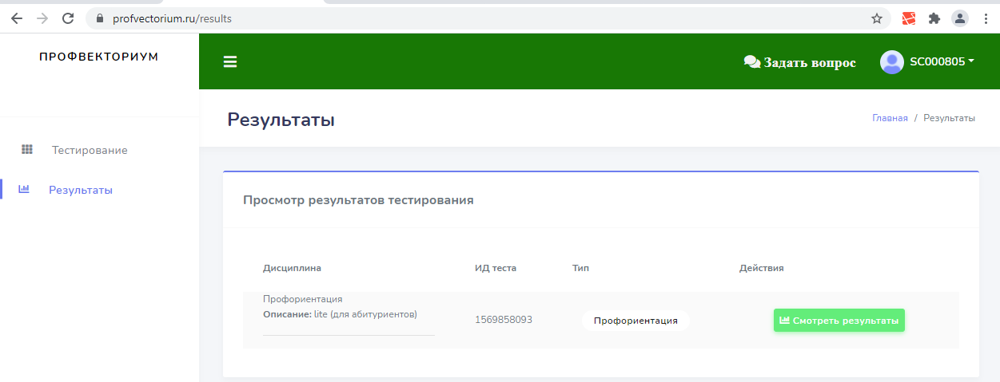 profvectorium.ru/results
ПРОФВЕКТОРИУМ
Задать вопрос
SC000805
Результаты
Главная / Результаты
Тестирование
Результаты
Просмотр результатов тестирования
Дисциплина ИД теста Тип Действия
Профориентация
Описание: lite (для абитуриентов)
1569858093 Профориентация Смотреть результаты